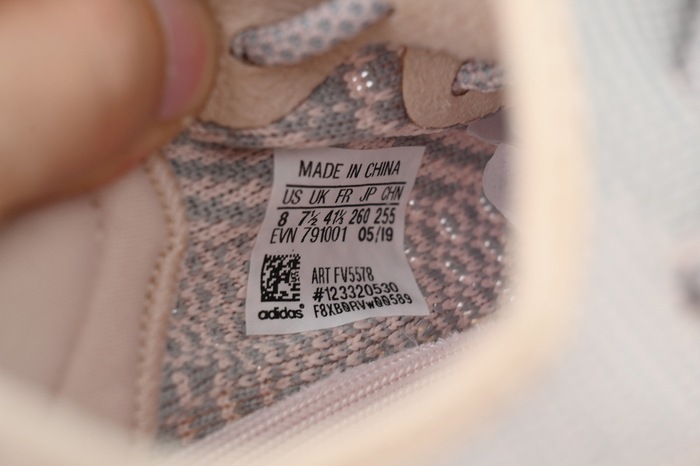 MADE IN CHINA
US UK FR JP CHN
8 7½ 41⅓ 260 255
EVN 791001 05/19
ART FV5578
#123320530
F8XB0RVw00589
adidas®